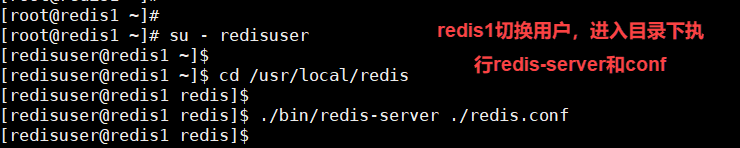 [root@redis1 ~]#
[root@redis1 ~]# su - redisuser
[redisuser@redis1 ~]$
[redisuser@redis1 ~]$ cd /usr/local/redis
[redisuser@redis1 redis]$
[redisuser@redis1 redis]$ ./bin/redis-server ./redis.conf
[redisuser@redis1 redis]$
redis1切换用户，进入目录下执
行redis-server和conf